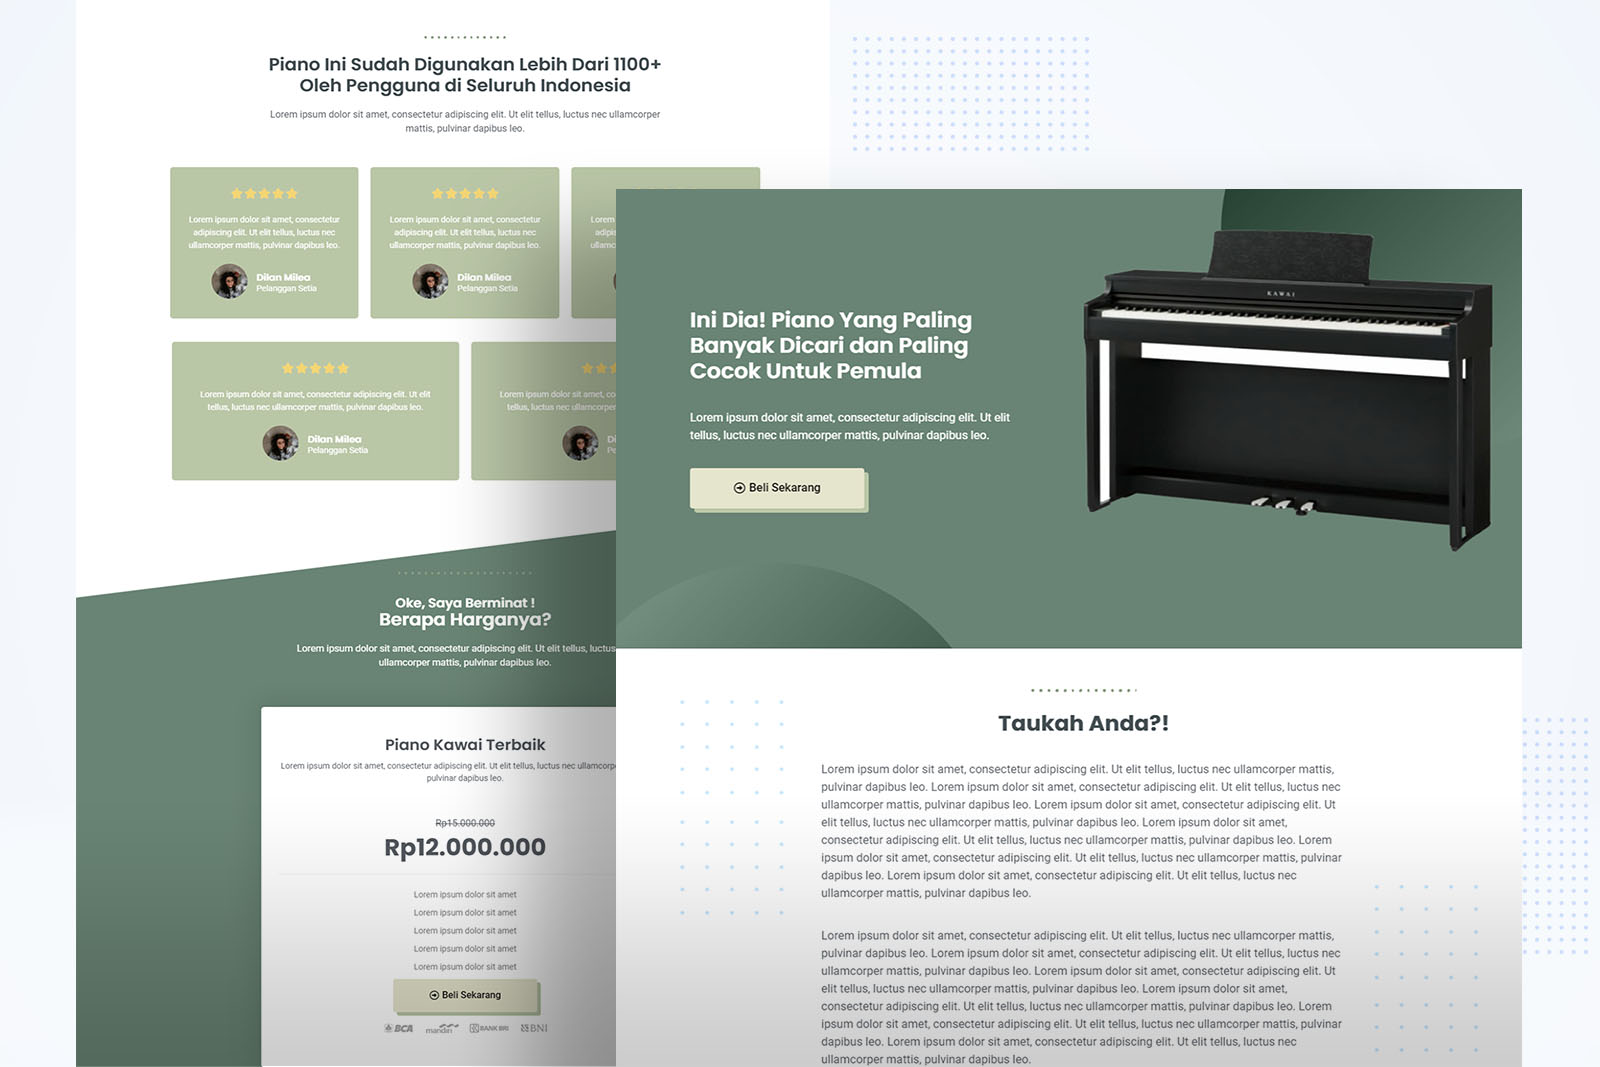 Piano Ini Sudah Digunakan Lebih Dari 1100+
Oleh Pengguna di Seluruh Indonesia
Lorem ipsum dolor sit amet, consectetur adipiscing elit. Ut elit tellus, luctus nec ullamcorper
mattis, pulvinar dapibus leo.
Lorem ipsum dolor sit amet, consectetur
adipiscing elit. Ut elit tellus, luctus nec
ullamcorper mattis, pulvinar dapibus leo.
Dilan Milea
Pelanggan Setia
Lorem ipsum dolor sit amet, consectetur
adipiscing elit. Ut elit tellus, luctus nec
ullamcorper mattis, pulvinar dapibus leo.
Dilan Milea
Pelanggan Setia
Lorem ipsum dolor sit amet, consectetur adipiscing elit. Ut elit
tellus, luctus nec ullamcorper mattis, pulvinar dapibus leo.
Dilan Milea
Pelanggan Setia
Lorem ipsum dolor sit
tellus, luctus nec ullamcorper
Oke, Saya Berminat !
Berapa Harganya?
Lorem ipsum dolor sit amet, consectetur adipiscing elit. Ut elit tellus, luctus
ullamcorper mattis, pulvinar dapibus leo.
Piano Kawai Terbaik
Lorem ipsum dolor sit amet, consectetur adipiscing elit. Ut elit tellus, luctus nec ullamcorp
pulvinar dapibus leo.
Rp15.000.000
Rp12.000.000
Lorem ipsum dolor sit amet
Lorem ipsum dolor sit amet
Lorem ipsum dolor sit amet
Lorem ipsum dolor sit amet
Lorem ipsum dolor sit amet
Beli Sekarang
BCA mandiri BANK BRI BNI
KAWAI
Ini Dia! Piano Yang Paling
Banyak Dicari dan Paling
Cocok Untuk Pemula
Lorem ipsum dolor sit amet, consectetur adipiscing elit. Ut elit
tellus, luctus nec ullamcorper mattis, pulvinar dapibus leo.
Beli Sekarang
Taukah Anda?!
Lorem ipsum dolor sit amet, consectetur adipiscing elit. Ut elit tellus, luctus nec ullamcorper mattis,
pulvinar dapibus leo. Lorem ipsum dolor sit amet, consectetur adipiscing elit. Ut elit tellus, luctus nec
ullamcorper mattis, pulvinar dapibus leo. Lorem ipsum dolor sit amet, consectetur adipiscing elit. Ut
elit tellus, luctus nec ullamcorper mattis, pulvinar dapibus leo. Lorem ipsum dolor sit amet,
consectetur adipiscing elit. Ut elit tellus, luctus nec ullamcorper mattis, pulvinar dapibus leo. Lorem
ipsum dolor sit amet, consectetur adipiscing elit. Ut elit tellus, luctus nec ullamcorper mattis, pulvinar
dapibus leo. Lorem ipsum dolor sit amet, consectetur adipiscing elit. Ut elit tellus, luctus nec
ullamcorper mattis, pulvinar dapibus leo.
Lorem ipsum dolor sit amet, consectetur adipiscing elit. Ut elit tellus, luctus nec ullamcorper mattis,
pulvinar dapibus leo. Lorem ipsum dolor sit amet, consectetur adipiscing elit. Ut elit tellus, luctus nec
ullamcorper mattis, pulvinar dapibus leo. Lorem ipsum dolor sit amet, consectetur adipiscing elit. Ut
elit tellus, luctus nec ullamcorper mattis, pulvinar dapibus leo. Lorem ipsum dolor sit amet,
consectetur adipiscing elit. Ut elit tellus, luctus nec ullamcorper mattis, pulvinar dapibus leo. Lorem
ipsum dolor sit amet, consectetur adipiscing elit. Ut elit tellus, luctus nec ullamcorper mattis, pulvinar
dapibus leo. Lorem ipsum dolor sit amet, consectetur adipiscing elit. Ut elit tellus, luctus nec
ullamcorper mattis, pulvinar dapibus leo.